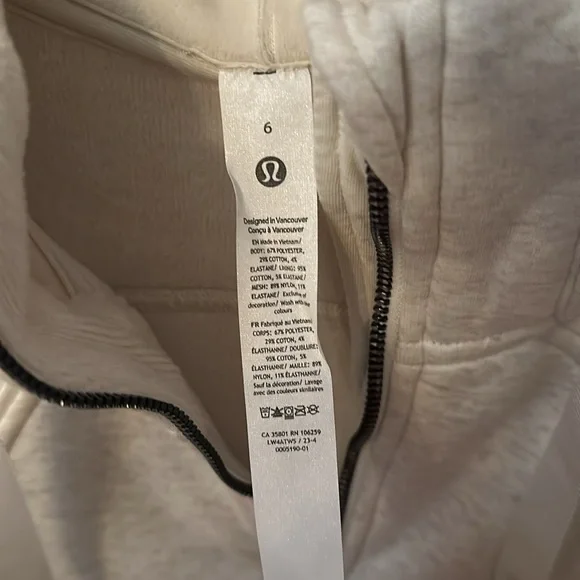 6
Designed in Vancouver
Conçu à Vancouver
EN Made in Vietnam/
BODY: 67% POLYESTER,
29% COTTON, 4%
ELASTANE/ LINING: 95%
COTTON, 5% ELASTANE/
MESH: 89% NYLON, 11%
ELASTANE/ Exclusive of
decoration/ Wash with like
colours
FR Fabriqué au Vietnam/
CORPS: 67% POLYESTER,
29% COTON, 4%
ÉLASTHANNE/ DOUBLURE:
95% COTON, 5%
ÉLASTHANNE/ MAILLE: 89%
NYLON, 11% ÉLASTHANNE/
Sauf la décoration/ Lavage
avec des couleurs similaires
CA 35801 RN 106259
LW4ATWS / 23-4
0005190-01